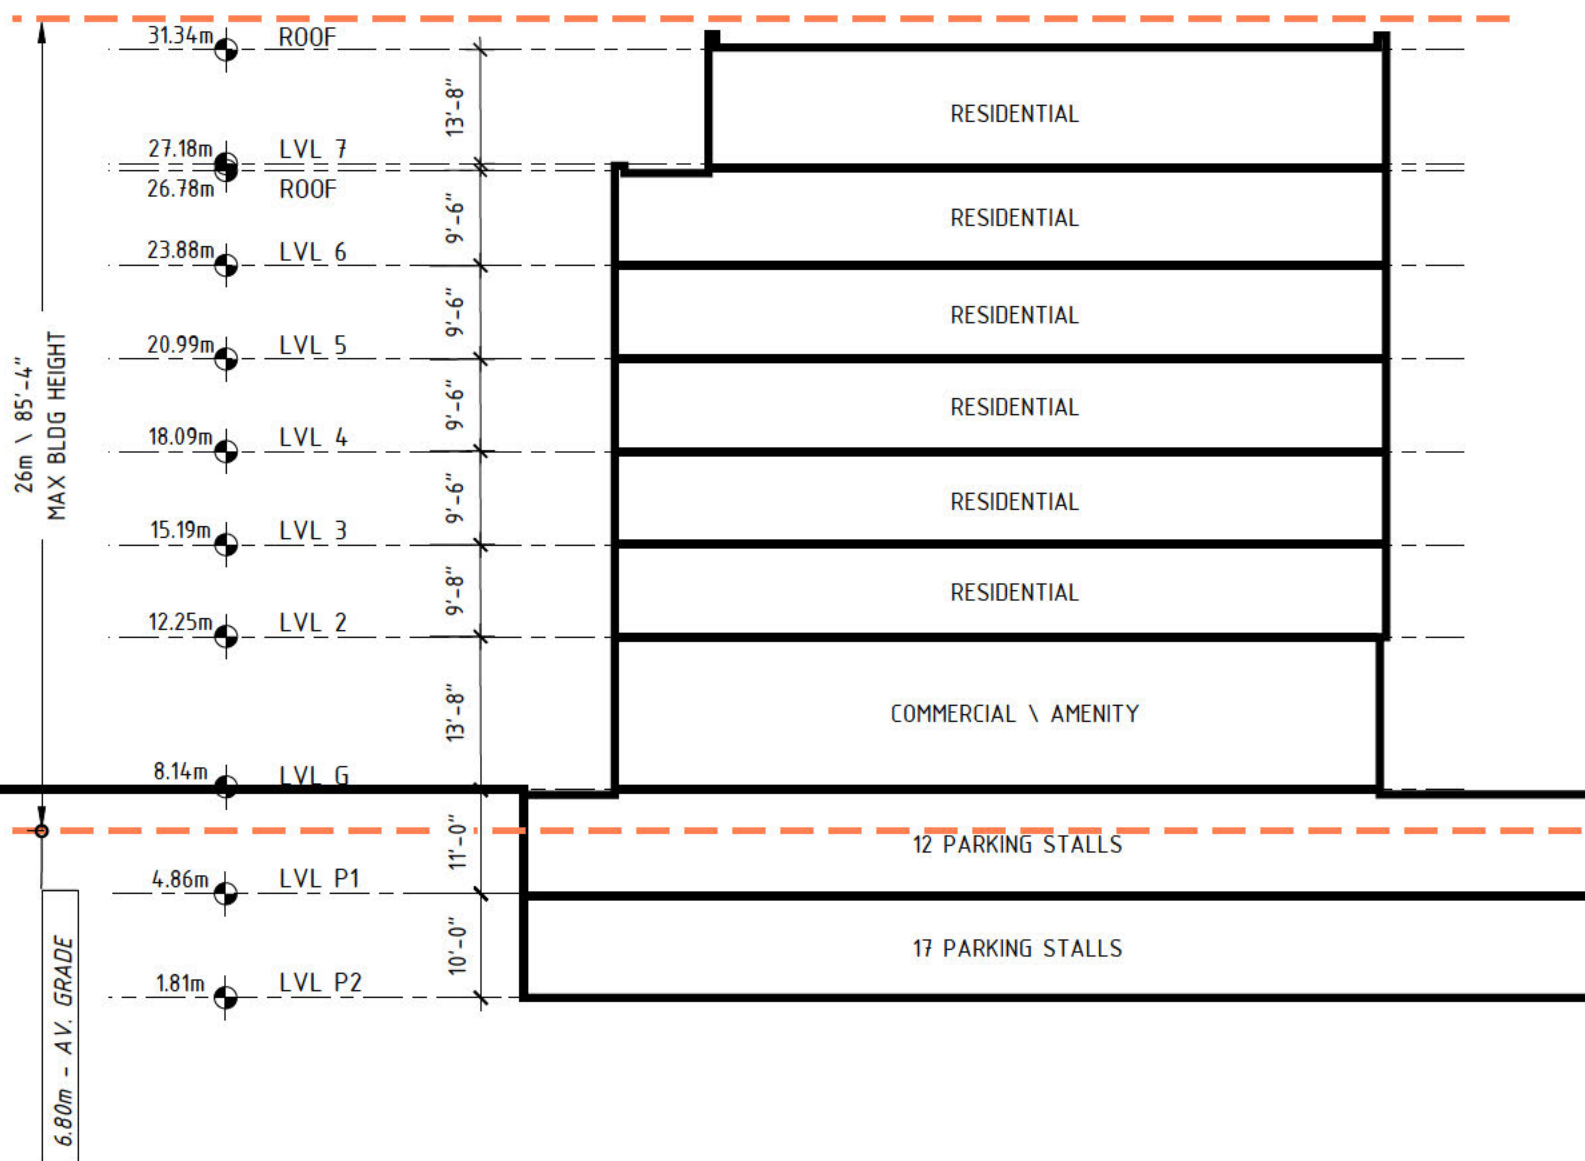 31.34m ROOF
13'-8"
RESIDENTIAL
27.18m LVL 7
26.78m ROOF
9'-6"
RESIDENTIAL
23.88m LVL 6
9'-6"
RESIDENTIAL
20.99m LVL 5
26m \ 85'-4"
MAX BLDG HEIGHT
9'-6"
RESIDENTIAL
18.09m LVL 4
9'-6"
RESIDENTIAL
15.19m LVL 3
9'-8"
RESIDENTIAL
12.25m LVL 2
13'-8"
COMMERCIAL \ AMENITY
8.14m LVL G
11'-0"
12 PARKING STALLS
4.86m LVL P1
10'-0"
17 PARKING STALLS
1.81m LVL P2
6.80m - AV. GRADE